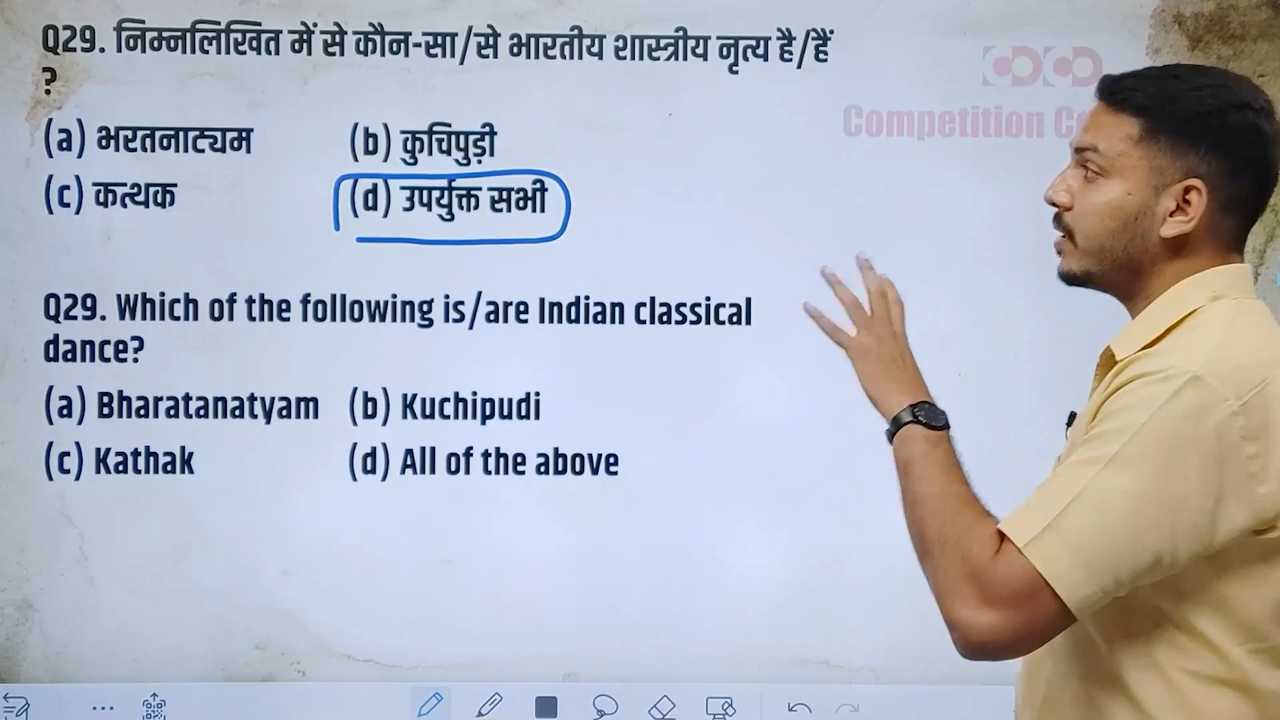 Q29. निम्नलिखित में से कौन-सा/से भारतीय शास्त्रीय नृत्य है/हैं
?
(a) भरतनाट्यम (b) कुचिपुड़ी
(c) कत्थक (d) उपर्युक्त सभी
Competition
Q29. Which of the following is/are Indian classical
dance?
(a) Bharatanatyam (b) Kuchipudi
(c) Kathak (d) All of the above